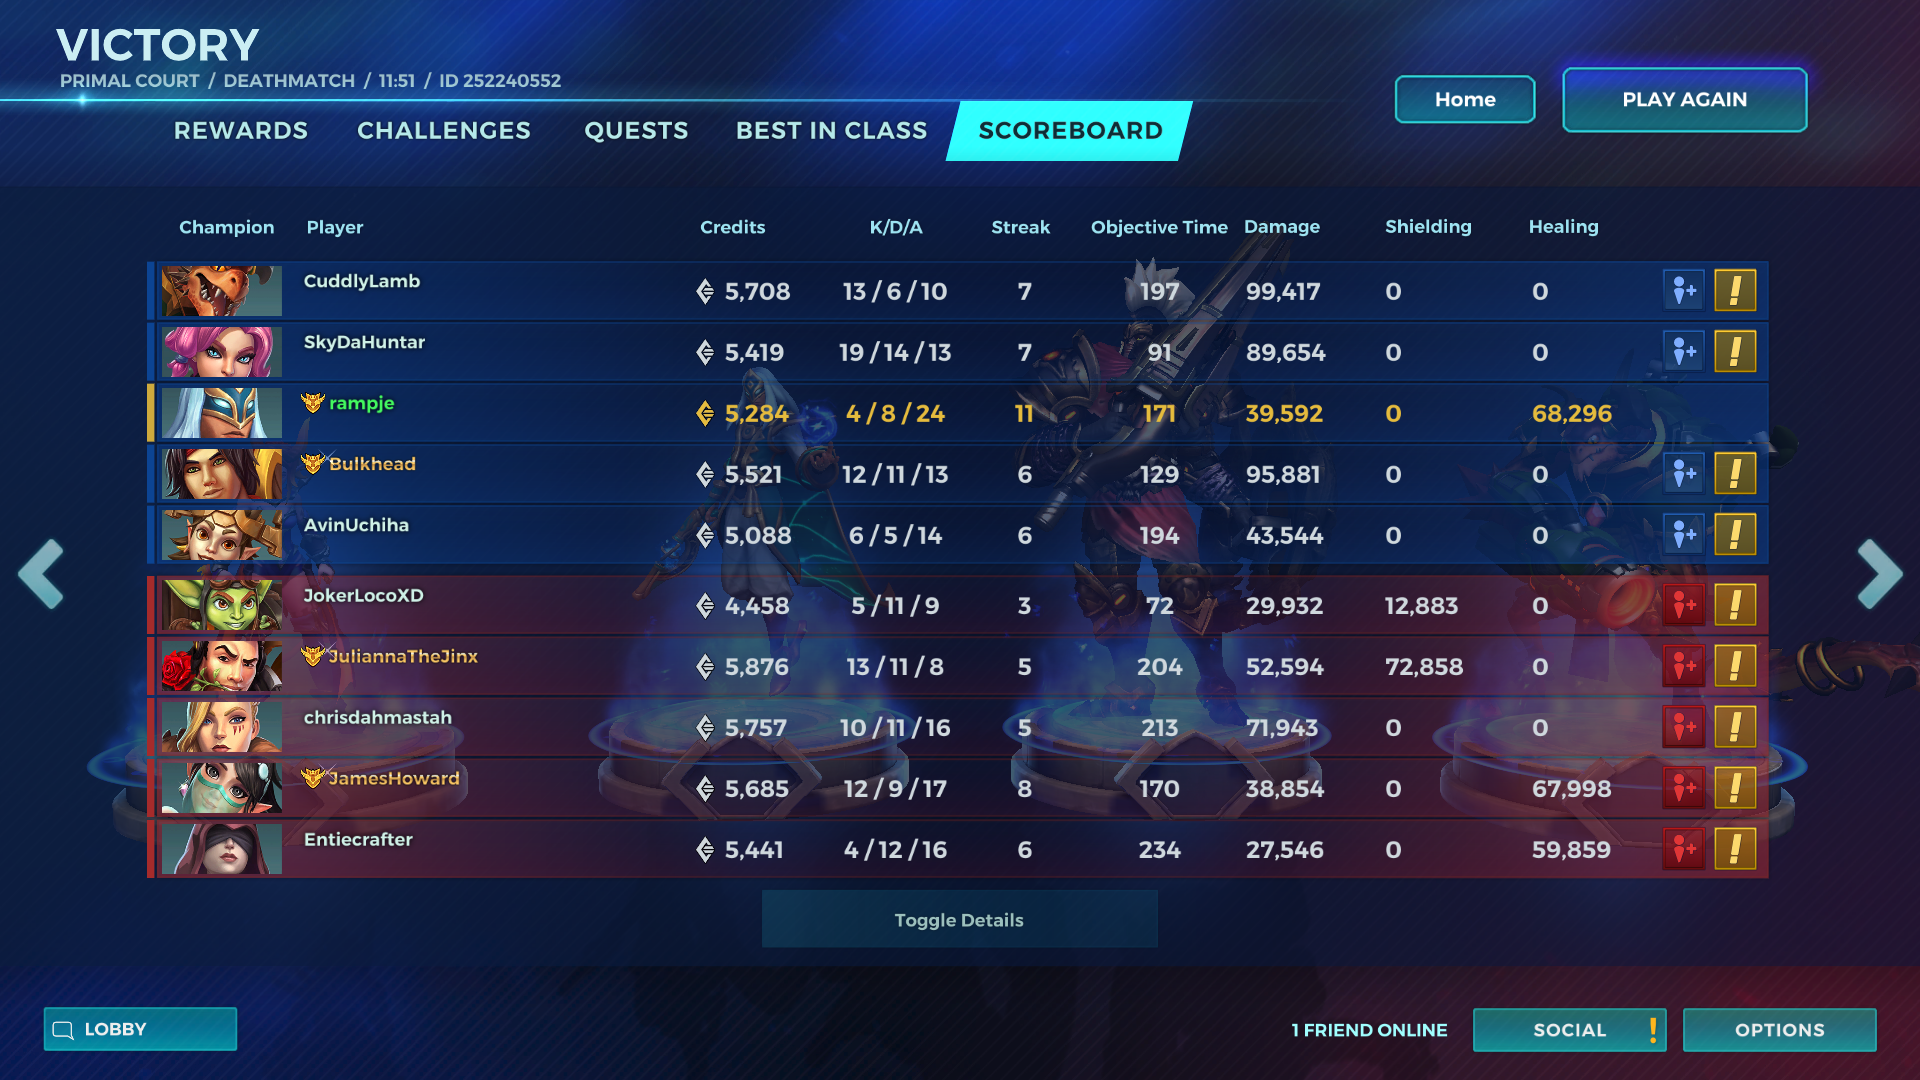 VICTORY
PRIMAL COURT / DEATHMATCH / 11:51 / ID 252240552
Home
PLAY AGAIN
REWARDS CHALLENGES QUESTS BEST IN CLASS SCOREBOARD
Champion Player Credits K/D/A Streak Objective Time Damage Shielding Healing
CuddlyLamb 5,708 13 / 6 / 10 7 197 99,417 0 0
SkyDaHuntar 5,419 19 / 14 / 13 7 91 89,654 0 0
rampje 5,284 4 / 8 / 24 11 171 39,592 0 68,296
Bulkhead 5,521 12 / 11 / 13 6 129 95,881 0 0
AvinUchiha 5,088 6 / 5 / 14 6 194 43,544 0 0
JokerLocoXD 4,458 5 / 11 / 9 3 72 29,932 12,883 0
JuliannaTheJinx 5,876 13 / 11 / 8 5 204 52,594 72,858 0
chrisdahmastah 5,757 10 / 11 / 16 5 213 71,943 0 0
JamesHoward 5,685 12 / 9 / 17 8 170 38,854 0 67,998
Entiecrafter 5,441 4 / 12 / 16 6 234 27,546 0 59,859
Toggle Details
LOBBY
1 FRIEND ONLINE
SOCIAL !
OPTIONS